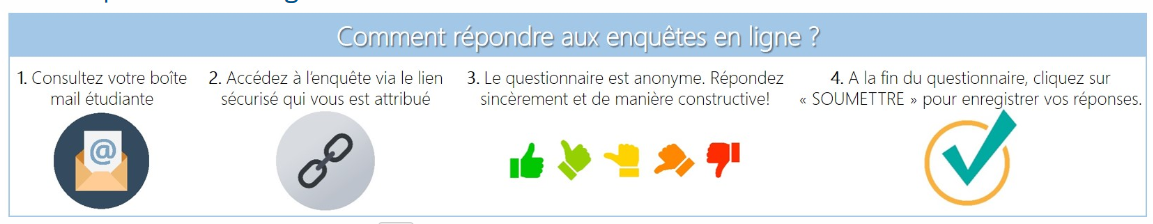 Comment répondre aux enquêtes en ligne ?
1. Consultez votre boîte
mail étudiante
2. Accédez à l'enquête via le lien
sécurisé qui vous est attribué
3. Le questionnaire est anonyme. Répondez
sincèrement et de manière constructive!
4. A la fin du questionnaire, cliquez sur
« SOUMETTRE » pour enregistrer vos réponses.
@